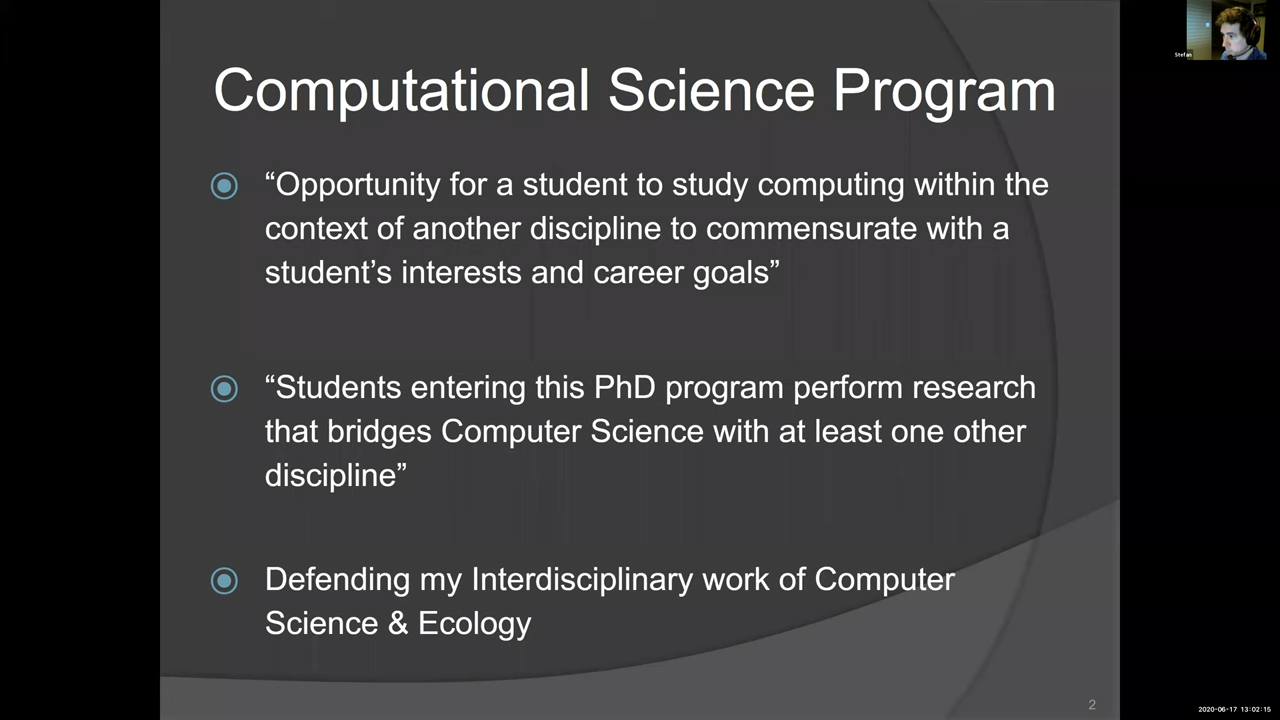 Stefan
Computational Science Program
“Opportunity for a student to study computing within the
context of another discipline to commensurate with a
student’s interests and career goals”
“Students entering this PhD program perform research
that bridges Computer Science with at least one other
discipline”
Defending my Interdisciplinary work of Computer
Science & Ecology
2
2020-06-17 13:02:15